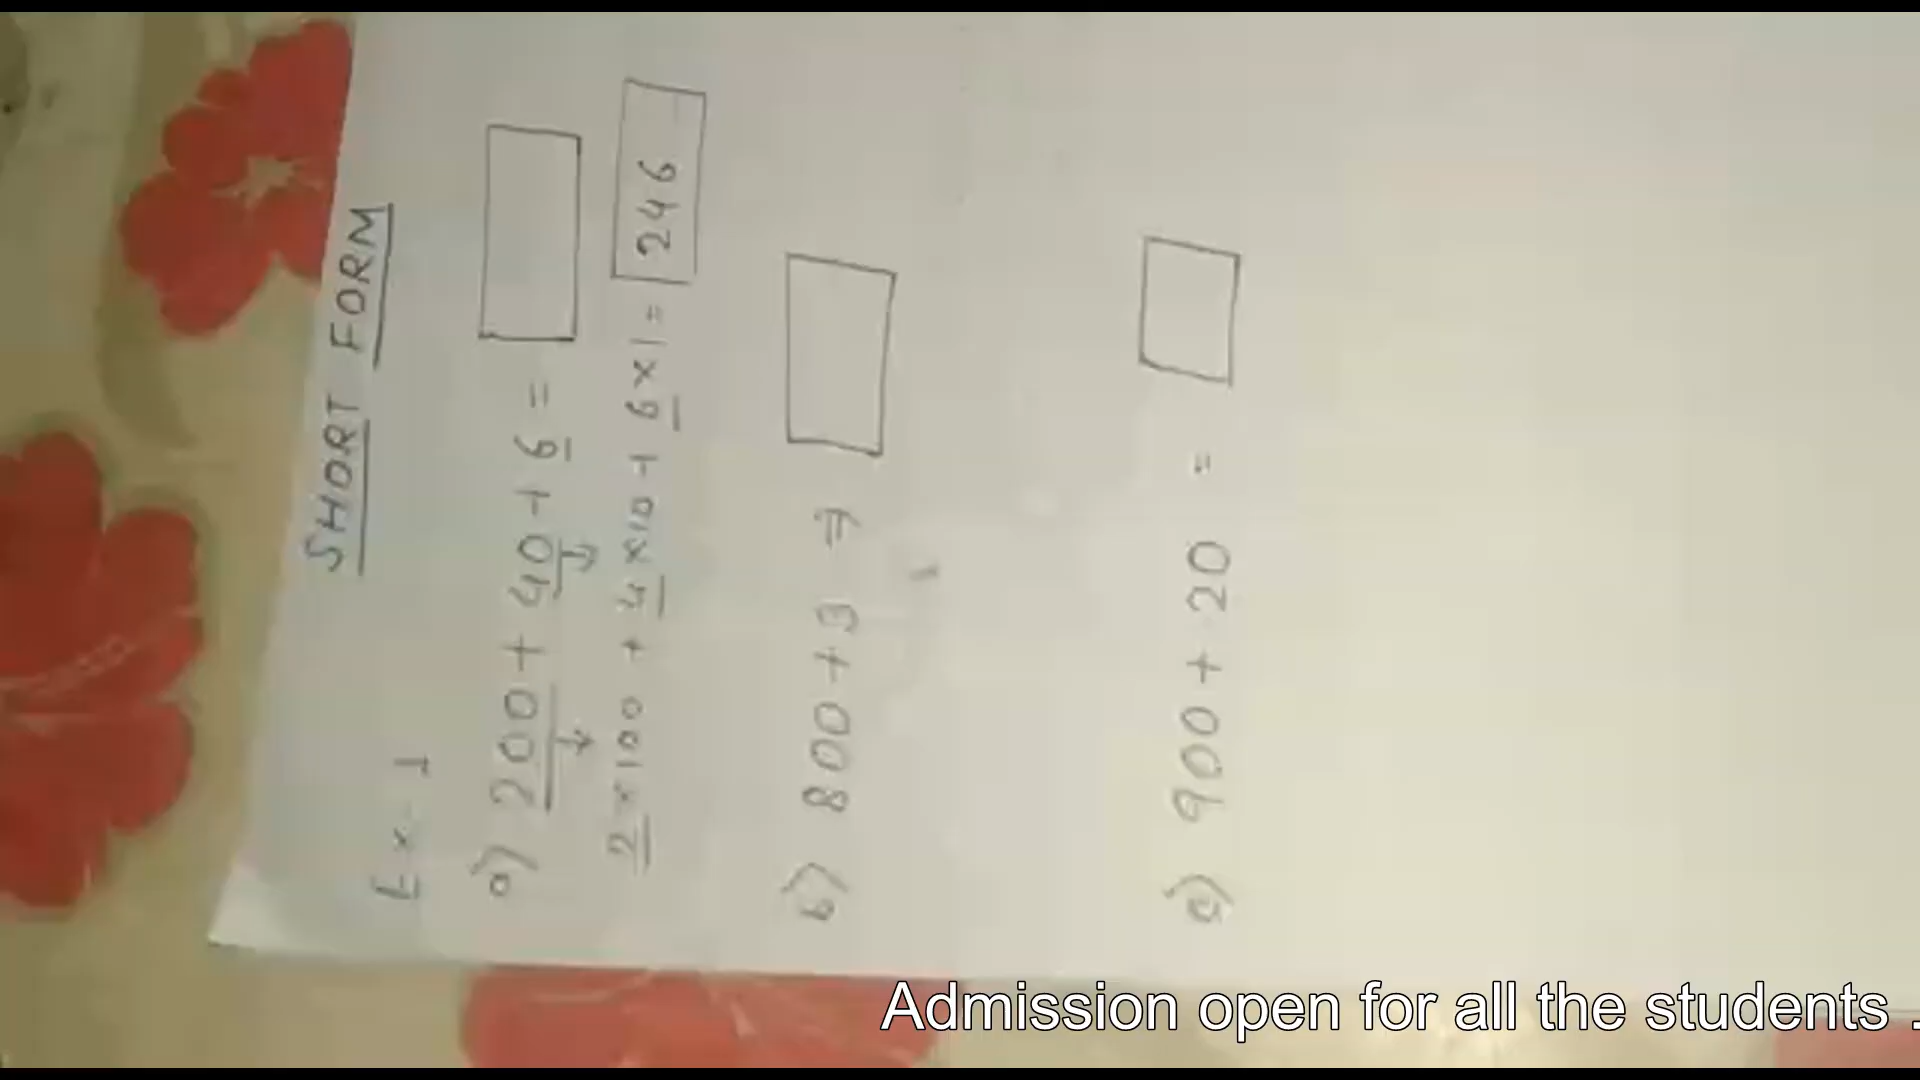 SHORT FORM
Ex 1
a) 200 + 40 + 6 =
2×100 + 4×10 + 6×1 = 246
b) 800 + 3 ⇒
c) 900 + 20 =
Admission open for all the students .